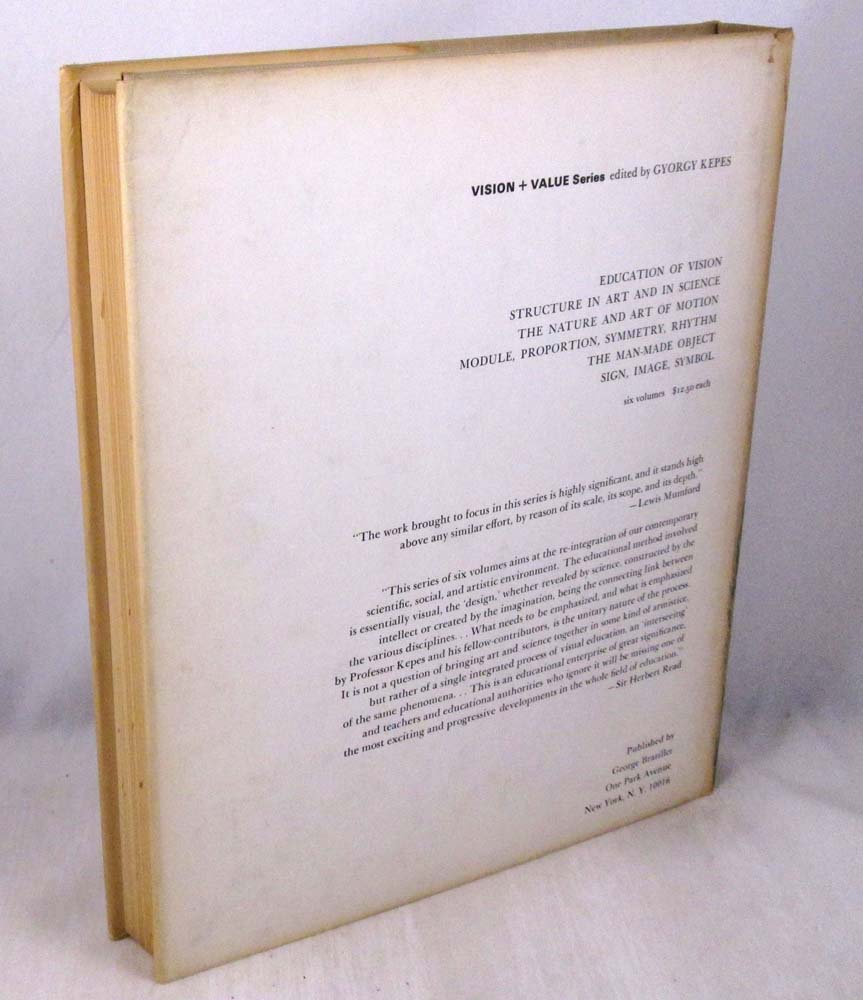 VISION + VALUE Series edited by GYORGY KEPES
EDUCATION OF VISION
STRUCTURE IN ART AND IN SCIENCE
THE NATURE AND ART OF MOTION
MODULE, PROPORTION, SYMMETRY, RHYTHM
THE MAN-MADE OBJECT
SIGN, IMAGE, SYMBOL
six volumes $12.50 each
"The work brought to focus in this series is highly significant, and it stands high
above any similar effort, by reason of its scale, its scope, and its depth."
—Lewis Mumford
"This series of six volumes aims at the re-integration of our contemporary
scientific, social, and artistic environment. The educational method involved
is essentially visual, the 'design,' whether revealed by science, constructed by the
intellect or created by the imagination, being the connecting link between
the various disciplines. . . What needs to be emphasized, and what is emphasized
by Professor Kepes and his fellow-contributors, is the unitary nature of the process.
It is not a question of bringing art and science together in some kind of armistice,
but rather of a single integrated process of visual education, an 'interseeing'
of the same phenomena. . . This is an educational enterprise of great significance,
and teachers and educational authorities who ignore it will be missing one of
the most exciting and progressive developments in the whole field of education."
—Sir Herbert Read
Published by
George Braziller
One Park Avenue
New York, N. Y. 10016